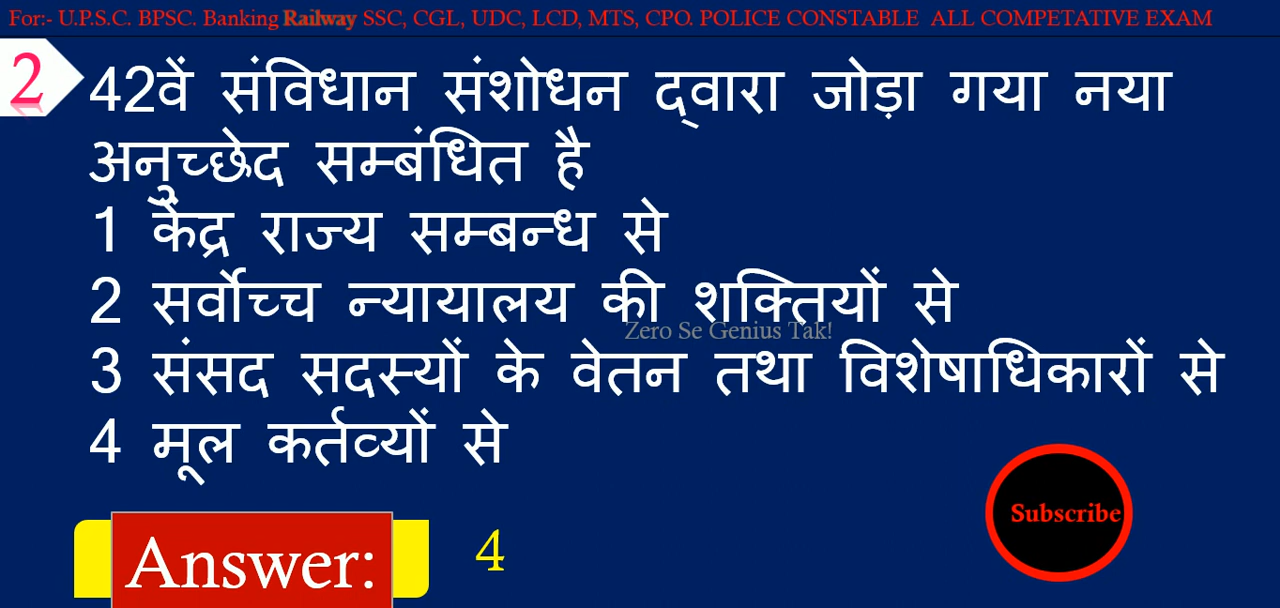 For:- U.P.S.C. BPSC. Banking Railway SSC, CGL, UDC, LCD, MTS, CPO. POLICE CONSTABLE ALL COMPETATIVE EXAM
2
42वें संविधान संशोधन द्वारा जोड़ा गया नया
अनुच्छेद सम्बंधित है
1 केंद्र राज्य सम्बन्ध से
2 सर्वोच्च न्यायालय की शक्तियों से
Zero Se Genius Tak!
3 संसद सदस्यों के वेतन तथा विशेषाधिकारों से
4 मूल कर्तव्यों से
Subscribe
Answer: 4